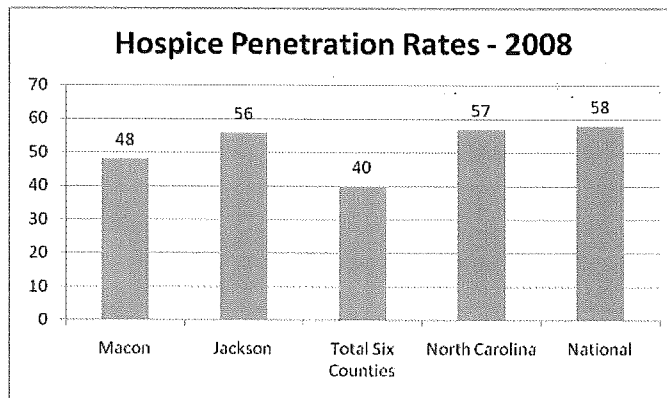 Hospice Penetration Rates - 2008
70
60
50
40
30
20
10
0
48
56
40
57
58
Macon
Jackson
Total Six
Counties
North Carolina
National